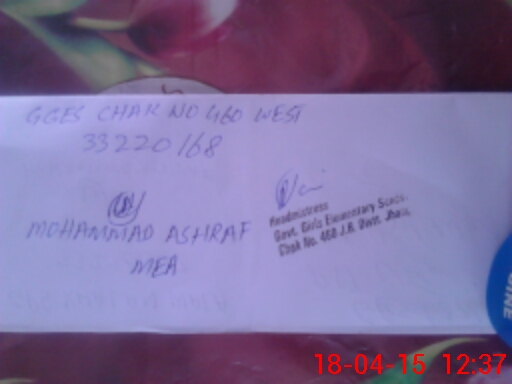 GGES CHAK NO 460 WEST
33220168
MOHAMMAD ASHRAF
MEA
Headmistress
Govt. Girls Elementary
Chak No. 460 J.B.
18-04-15 12:37